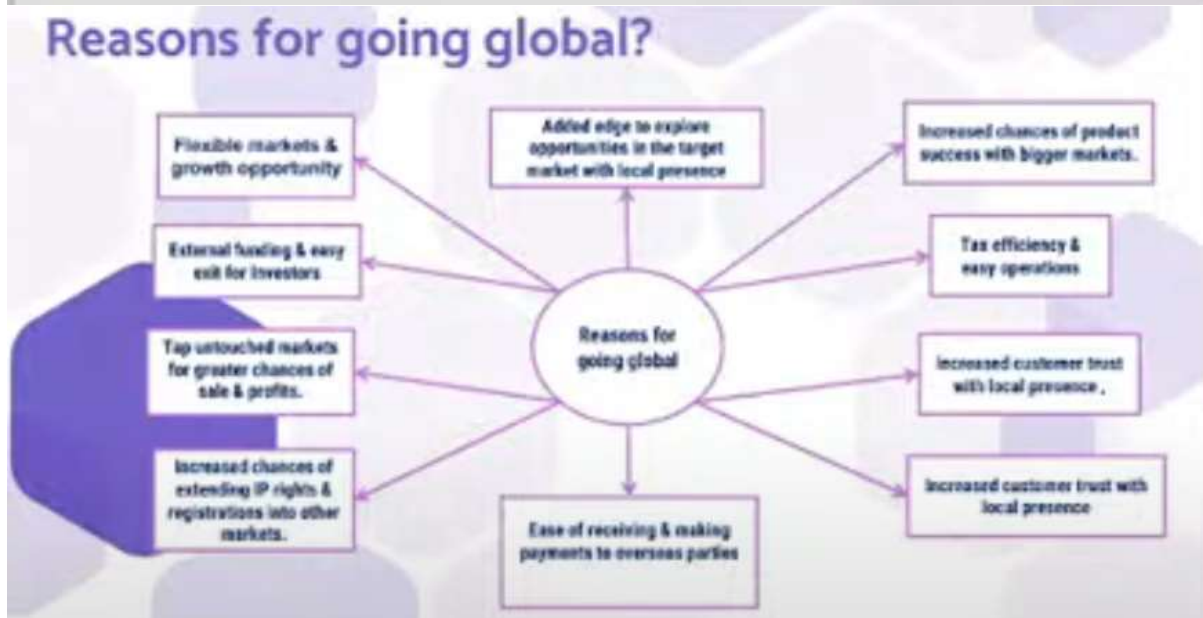 Reasons for going global?
Flexible markets &
growth opportunity
External funding & easy
exit for investors
Tap untouched markets
for greater chances of
sale & profits.
Increased chances of
extending IP rights &
registrations into other
markets.
Added edge to explore
opportunities in the target
market with local presence
Reasons for
going global
Ease of receiving & making
payments to overseas parties
Increased chances of product
success with bigger markets.
Tax efficiency &
easy operations
Increased customer trust
with local presence .
Increased customer trust with
local presence